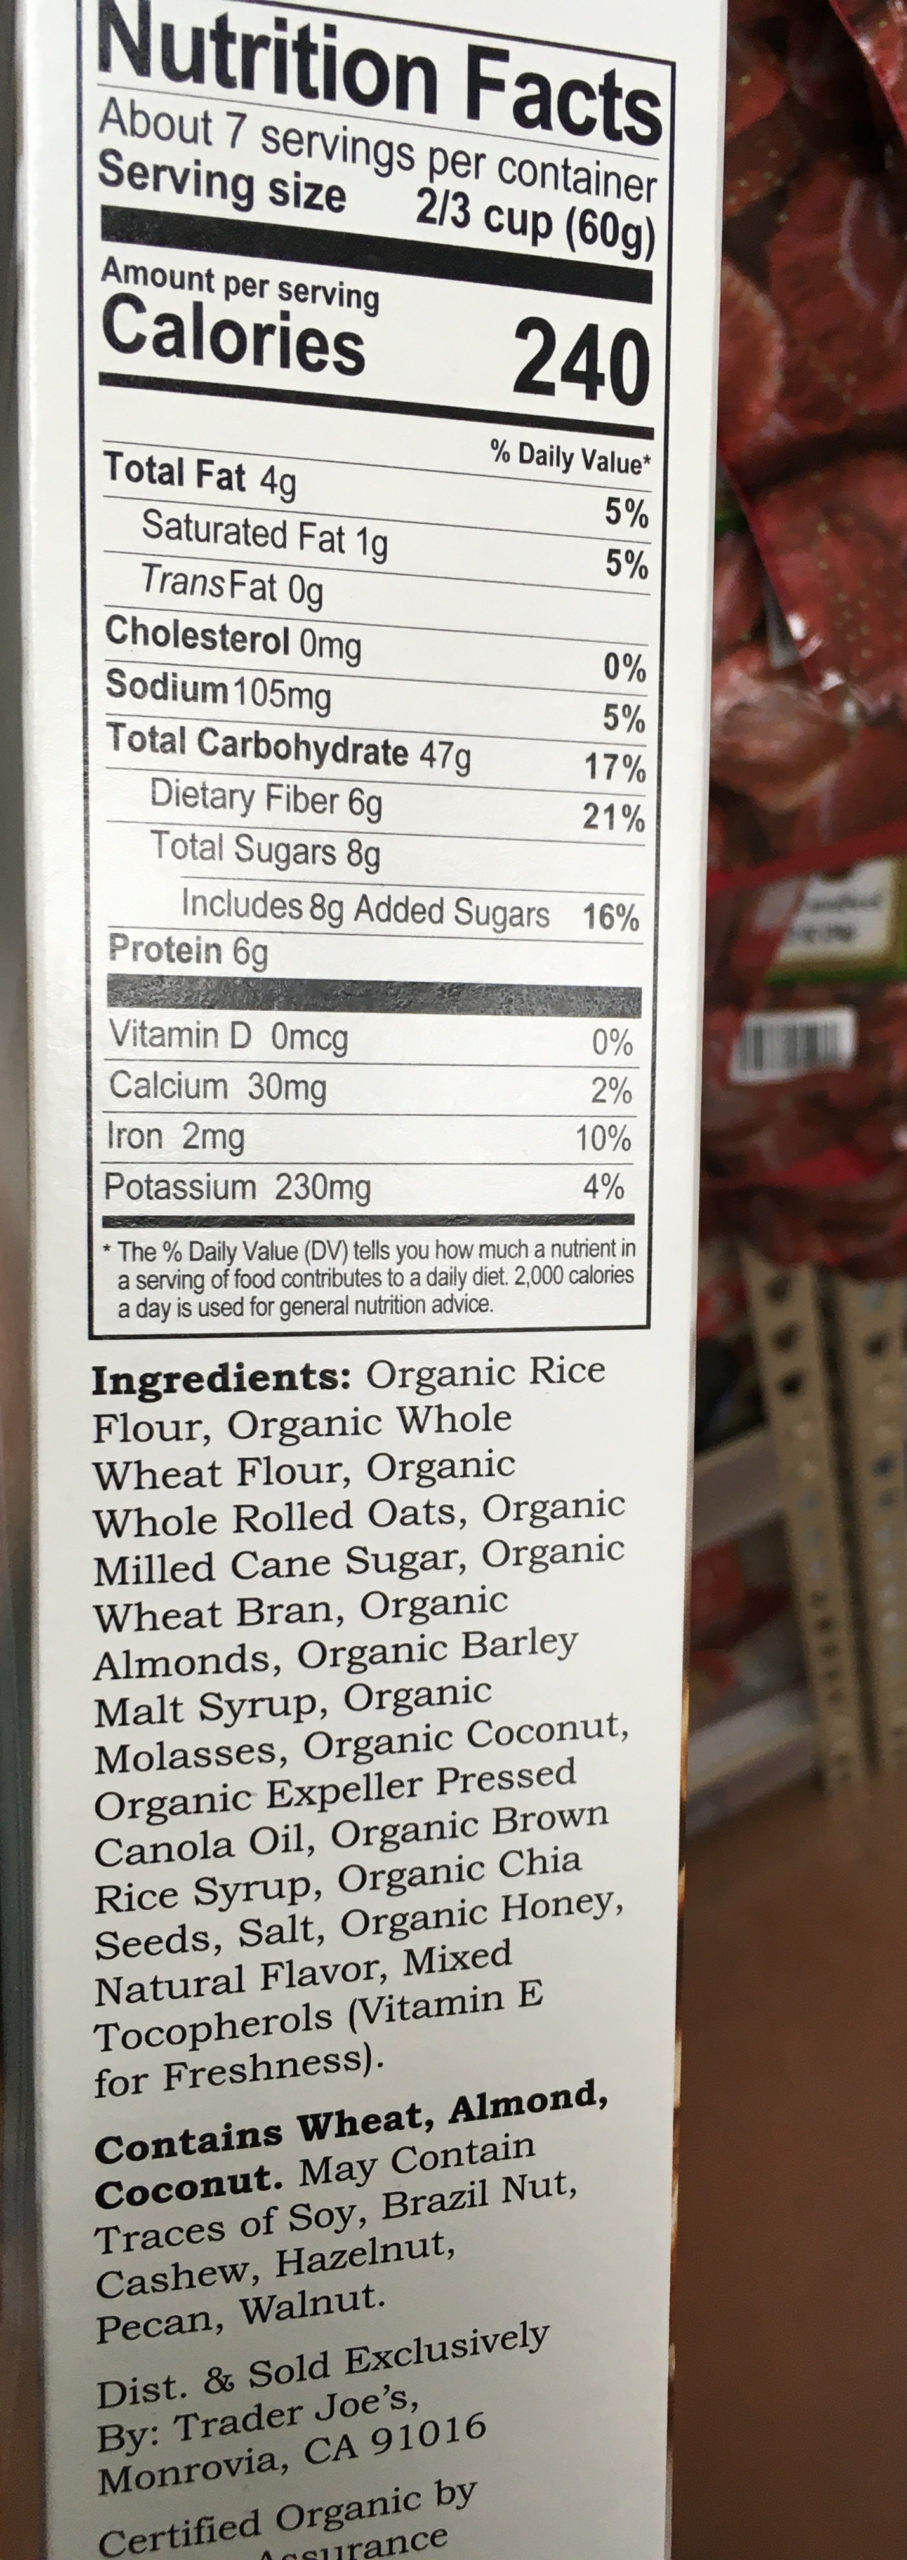 Nutrition Facts
About 7 servings per container
Serving size 2/3 cup (60g)
Amount per serving
Calories 240
% Daily Value*
Total Fat 4g 5%
Saturated Fat 1g 5%
Trans Fat 0g
Cholesterol 0mg 0%
Sodium 105mg 5%
Total Carbohydrate 47g 17%
Dietary Fiber 6g 21%
Total Sugars 8g
Includes 8g Added Sugars 16%
Protein 6g
Vitamin D 0mcg 0%
Calcium 30mg 2%
Iron 2mg 10%
Potassium 230mg 4%
* The % Daily Value (DV) tells you how much a nutrient in
a serving of food contributes to a daily diet. 2,000 calories
a day is used for general nutrition advice.
Ingredients: Organic Rice
Flour, Organic Whole
Wheat Flour, Organic
Whole Rolled Oats, Organic
Milled Cane Sugar, Organic
Wheat Bran, Organic
Almonds, Organic Barley
Malt Syrup, Organic
Molasses, Organic Coconut,
Organic Expeller Pressed
Canola Oil, Organic Brown
Rice Syrup, Organic Chia
Seeds, Salt, Organic Honey,
Natural Flavor, Mixed
Tocopherols (Vitamin E
for Freshness).
Contains Wheat, Almond,
Coconut. May Contain
Traces of Soy, Brazil Nut,
Cashew, Hazelnut,
Pecan, Walnut.
Dist. & Sold Exclusively
By: Trader Joe's,
Monrovia, CA 91016
Certified Organic by
Assurance